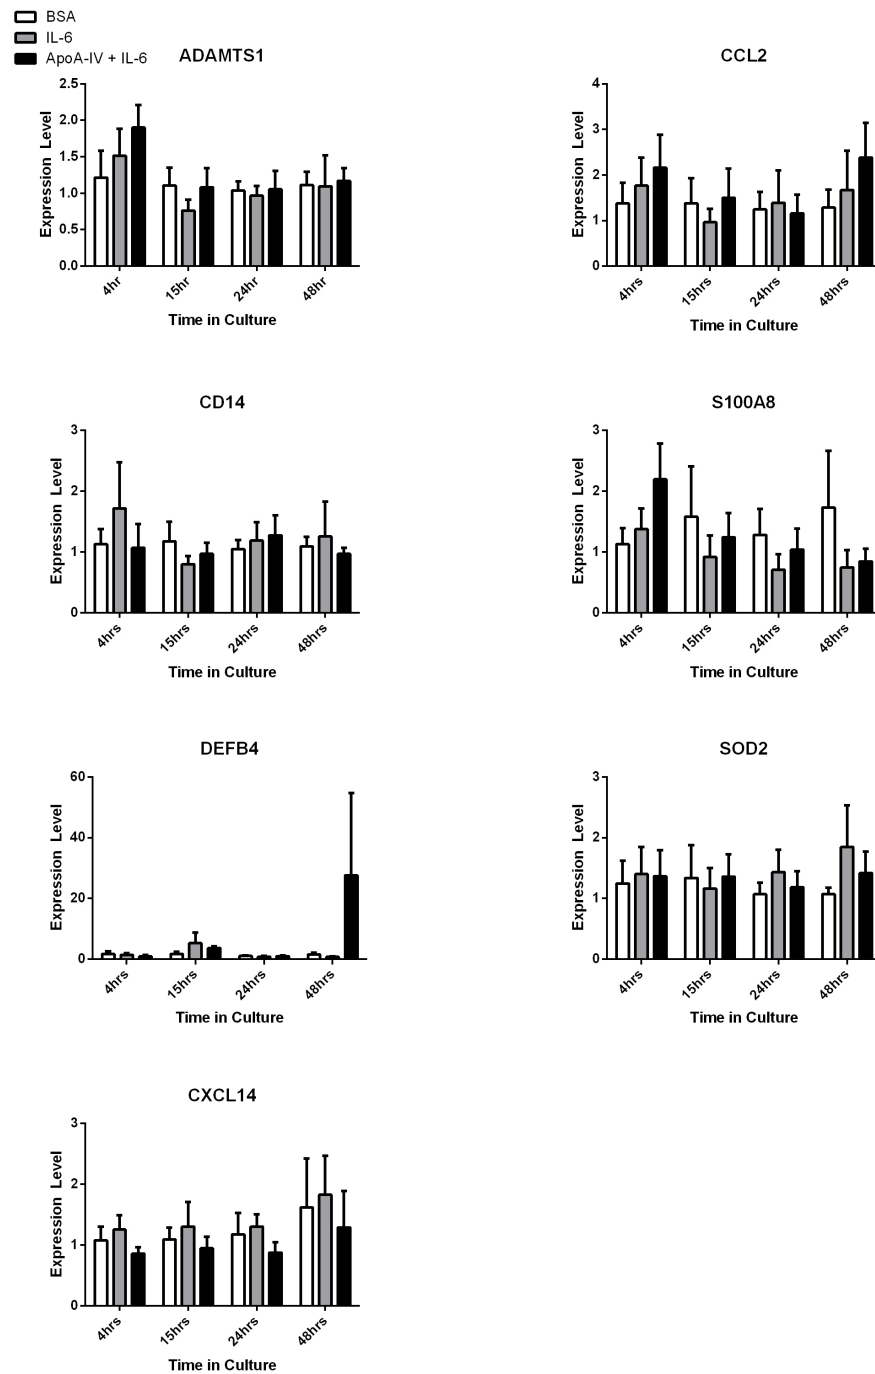 BSA
IL-6
ApoA-IV + IL-6
ADAMTS1
Expression Level
2.5
2.0
1.5
1.0
0.5
0.0
4hr
15hr
24hr
48hr
Time in Culture
CCL2
Expression Level
4
3
2
1
0
4hrs
15hrs
24hrs
48hrs
Time in Culture
CD14
Expression Level
3
2
1
0
4hrs
15hrs
24hrs
48hrs
Time in Culture
S100A8
Expression Level
3
2
1
0
4hrs
15hrs
24hrs
48hrs
Time in Culture
DEFB4
Expression Level
60
40
20
0
4hrs
15hrs
24hrs
48hrs
Time in Culture
SOD2
Expression Level
3
2
1
0
4hrs
15hrs
24hrs
48hrs
Time in Culture
CXCL14
Expression Level
3
2
1
0
4hrs
15hrs
24hrs
48hrs
Time in Culture